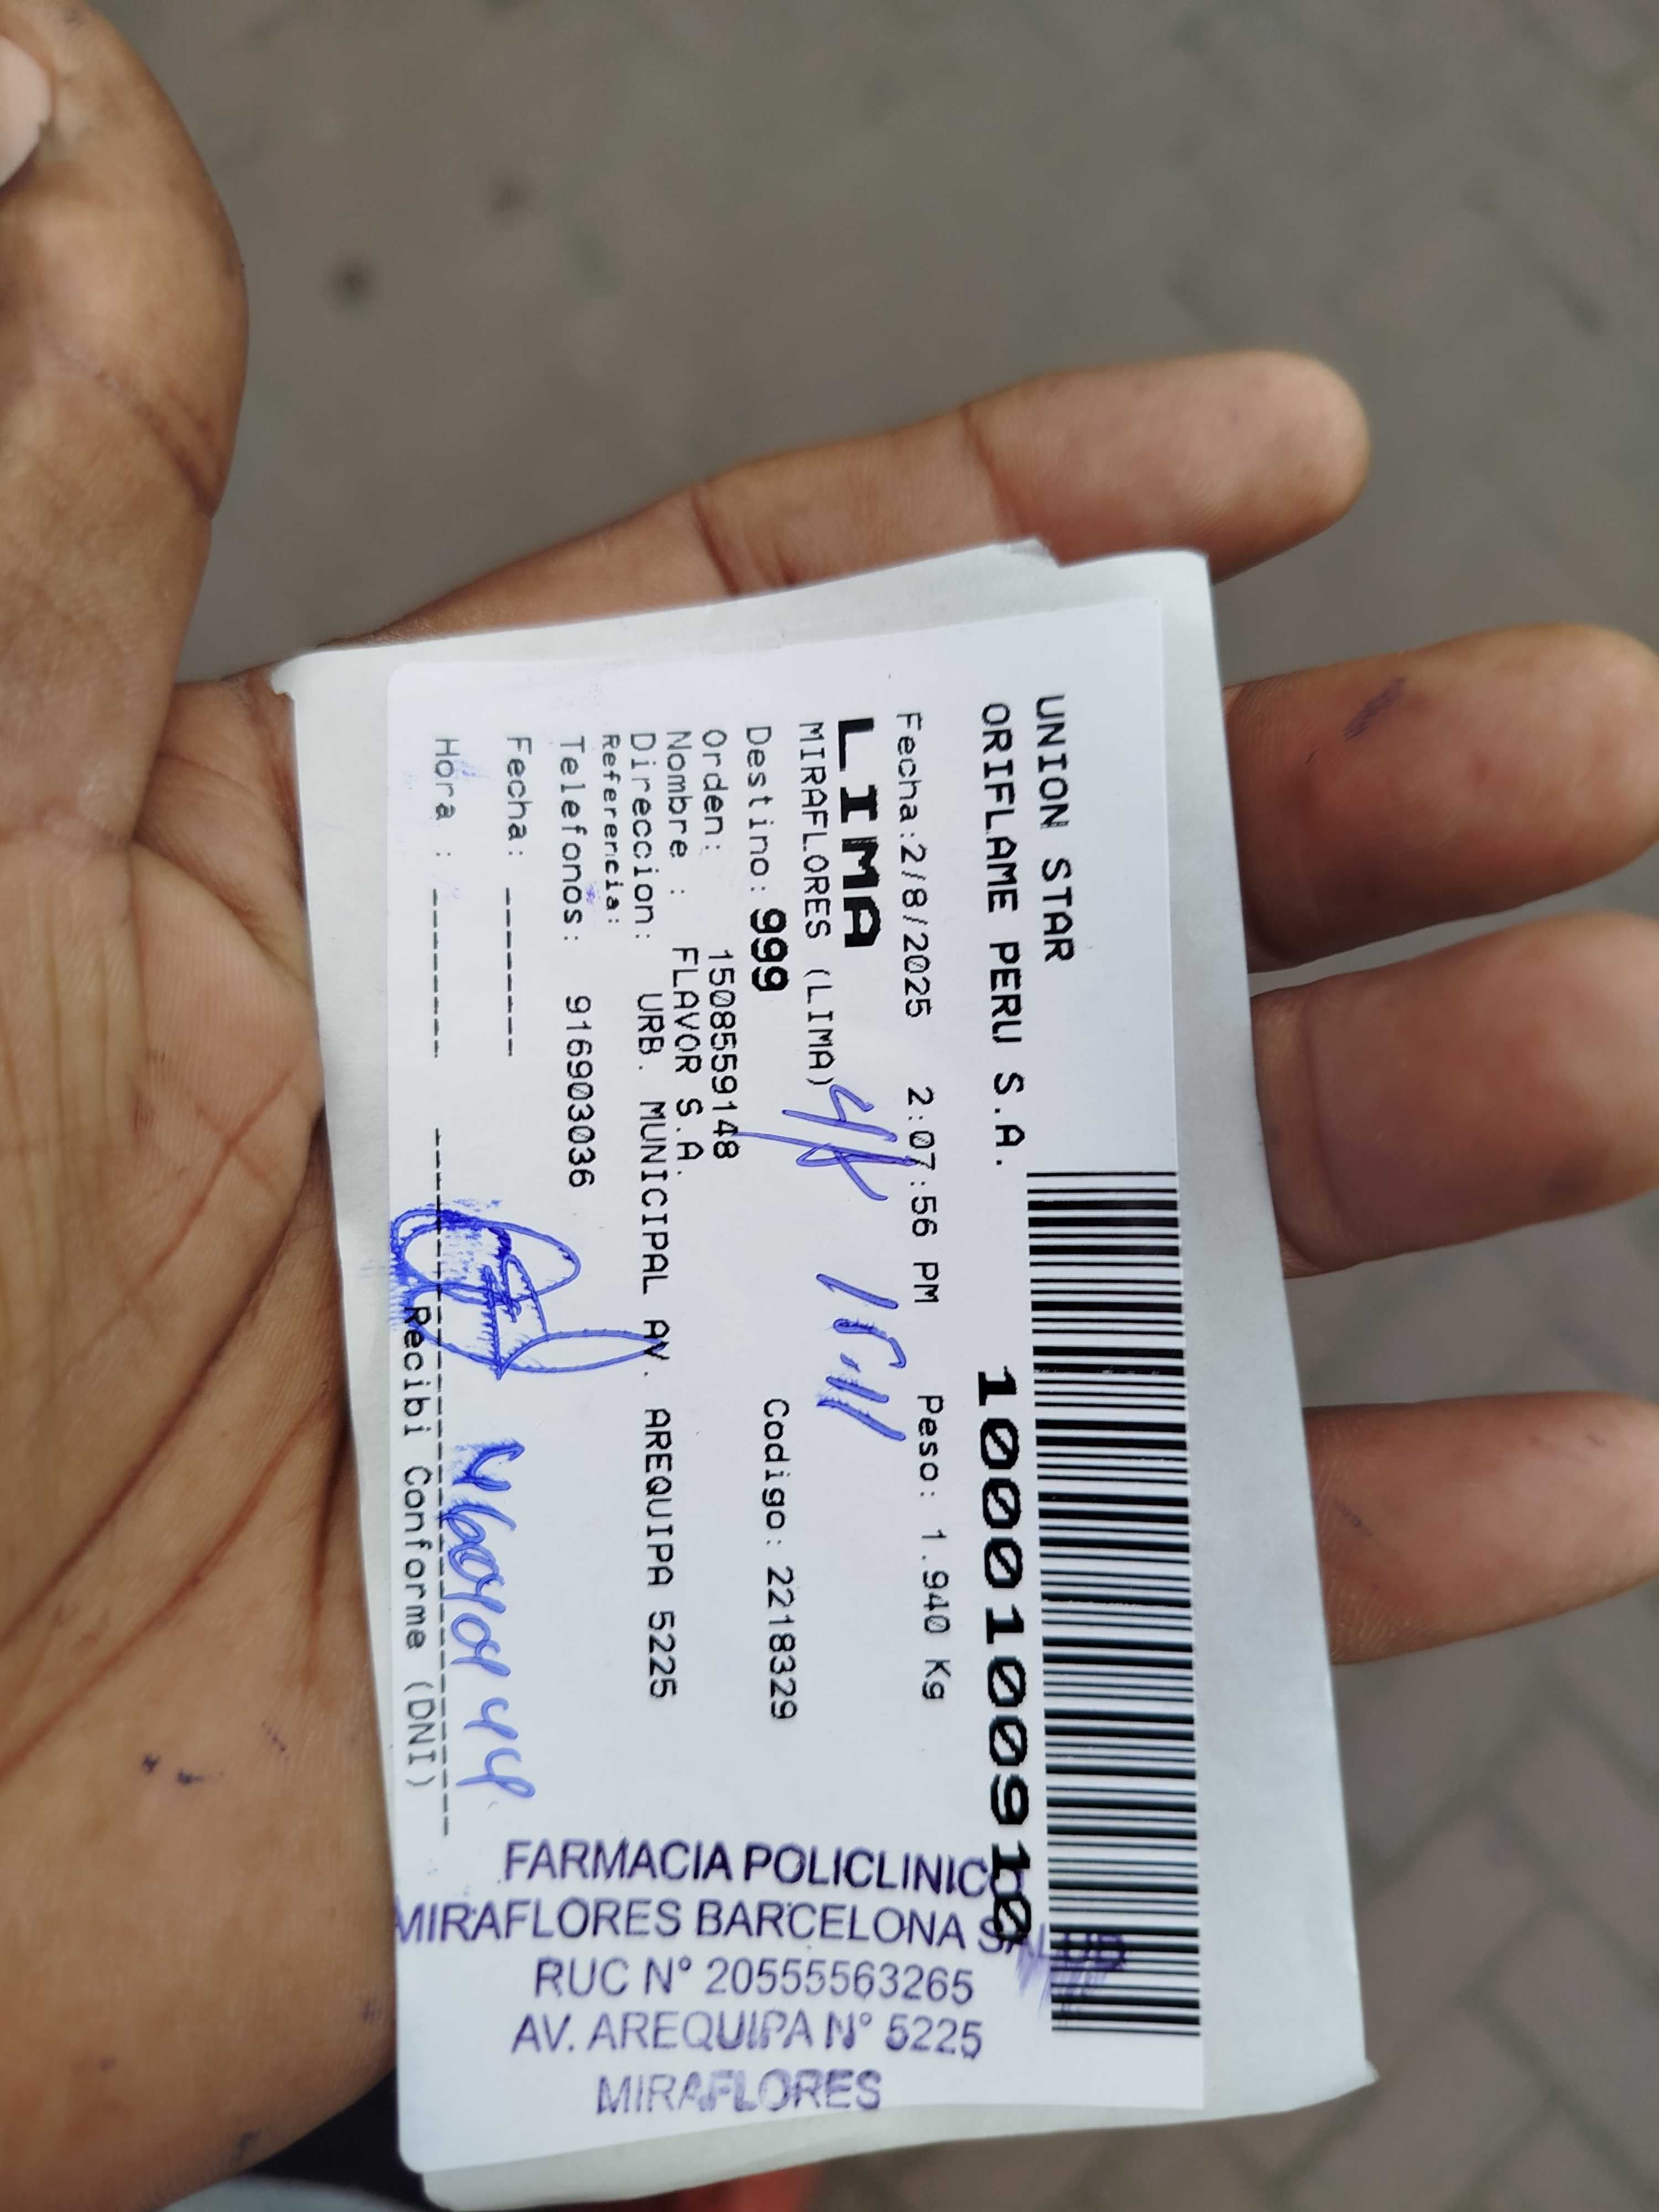 UNION STAR
ORIFLAME PERU S.A.
10001009910
Fecha:2/8/2025 2:07:56 PM Peso: 1.940 Kg
LIMA
MIRAFLORES (LIMA)
Destino: 999 Codigo: 2218329
Orden: 1508559148
Nombre : FLAVOR S.A.
Direccion: URB. MUNICIPAL AV. AREQUIPA 5225
Referencia:
Telefonos: 916903036
Fecha: -------
Hora : -------
Recibi Conforme (DNI)
FARMACIA POLICLINICO
MIRAFLORES BARCELONA SALUD
RUC N° 20555563265
AV. AREQUIPA N° 5225
MIRAFLORES